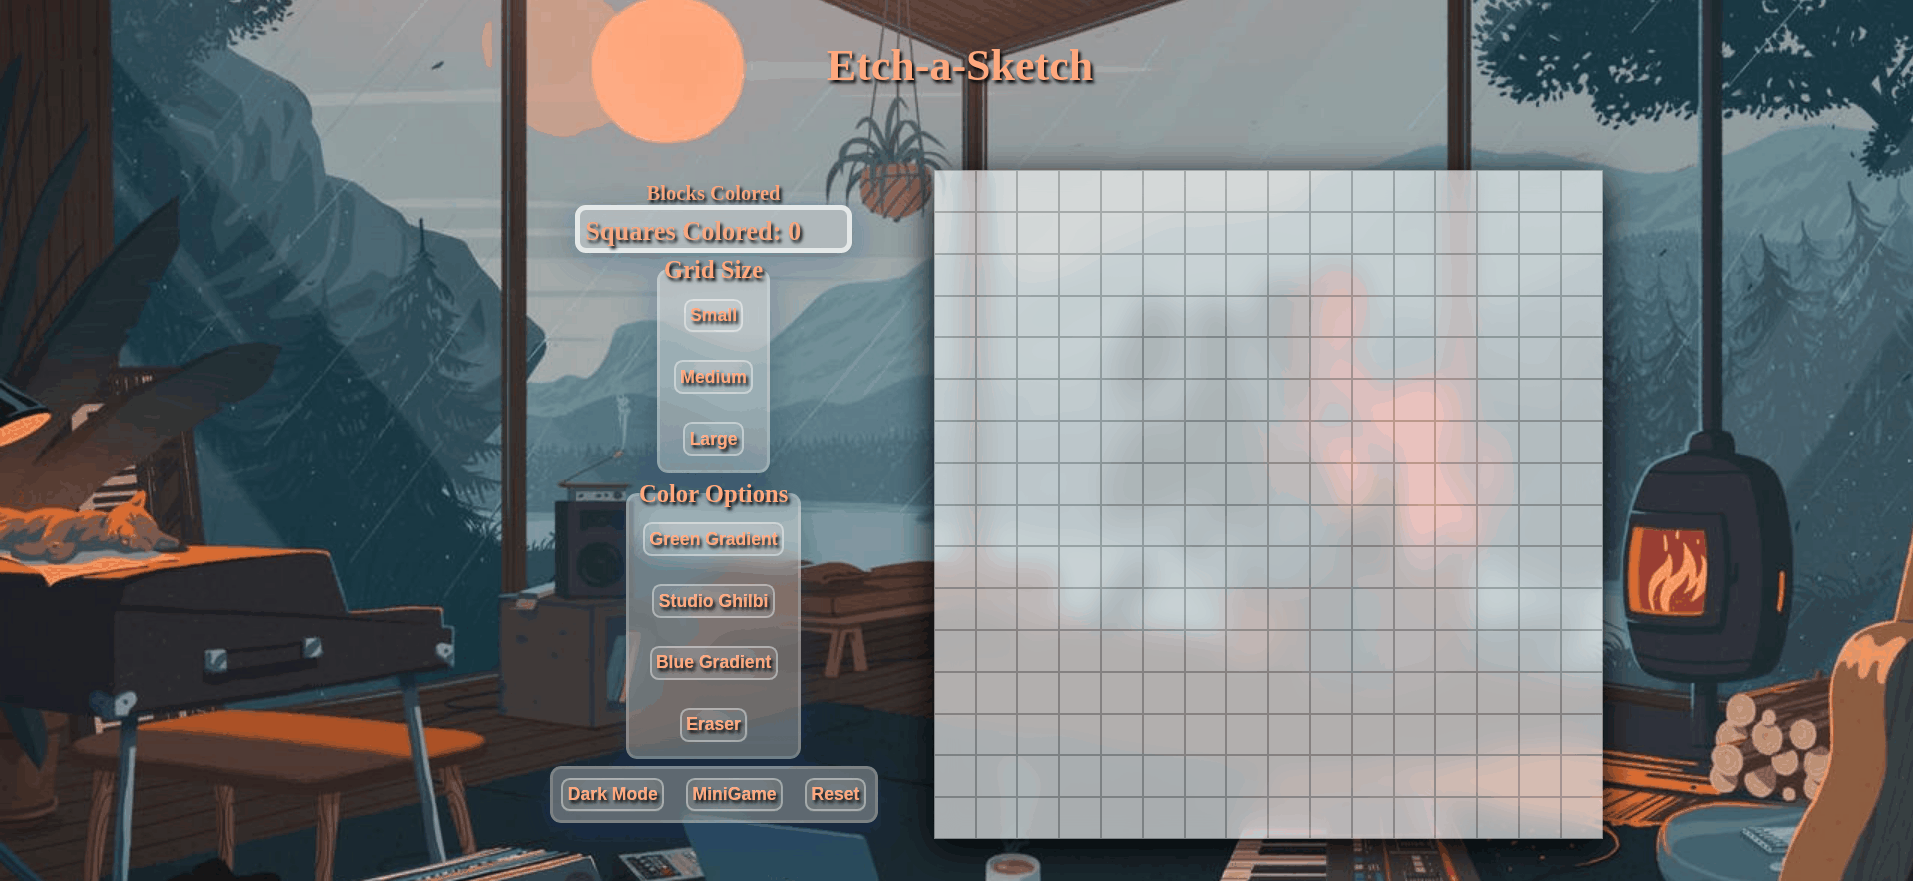 Etch-a-Sketch
Blocks Colored
Squares Colored: 0
Grid Size
Small
Medium
Large
Color Options
Green Gradient
Studio Ghilbi
Blue Gradient
Eraser
Dark Mode
MiniGame
Reset